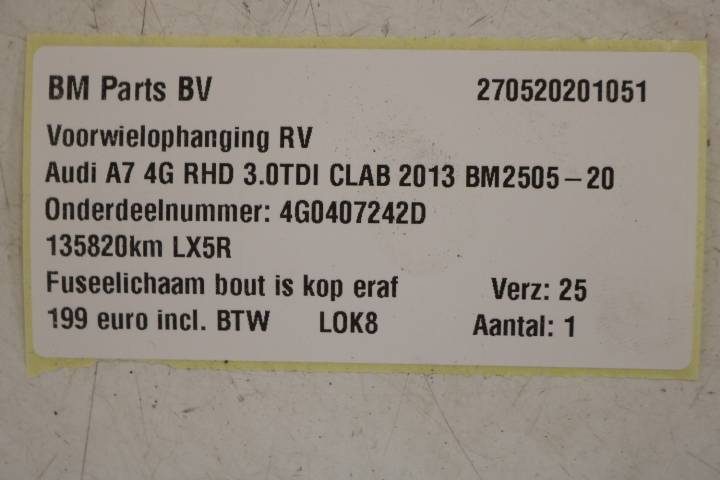 BM Parts BV 270520201051
Voorwielophanging RV
Audi A7 4G RHD 3.0TDI CLAB 2013 BM2505-20
Onderdeelnummer: 4G0407242D
135820km LX5R
Fuseelichaam bout is kop eraf Verz: 25
199 euro incl. BTW LOK8 Aantal: 1